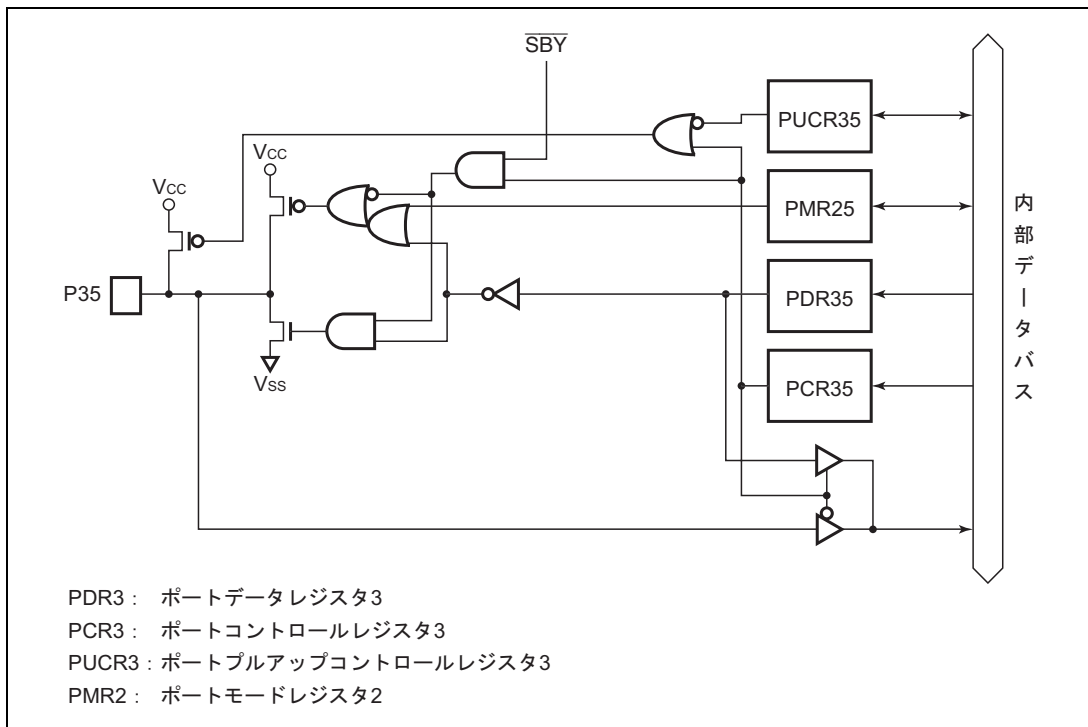 S̅B̅Y̅
PUCR35
VCC
VCC
PMR25
P35
PDR35
VSS
PCR35
内部データバス
PDR3： ポートデータレジスタ3
PCR3： ポートコントロールレジスタ3
PUCR3：ポートプルアップコントロールレジスタ3
PMR2： ポートモードレジスタ2